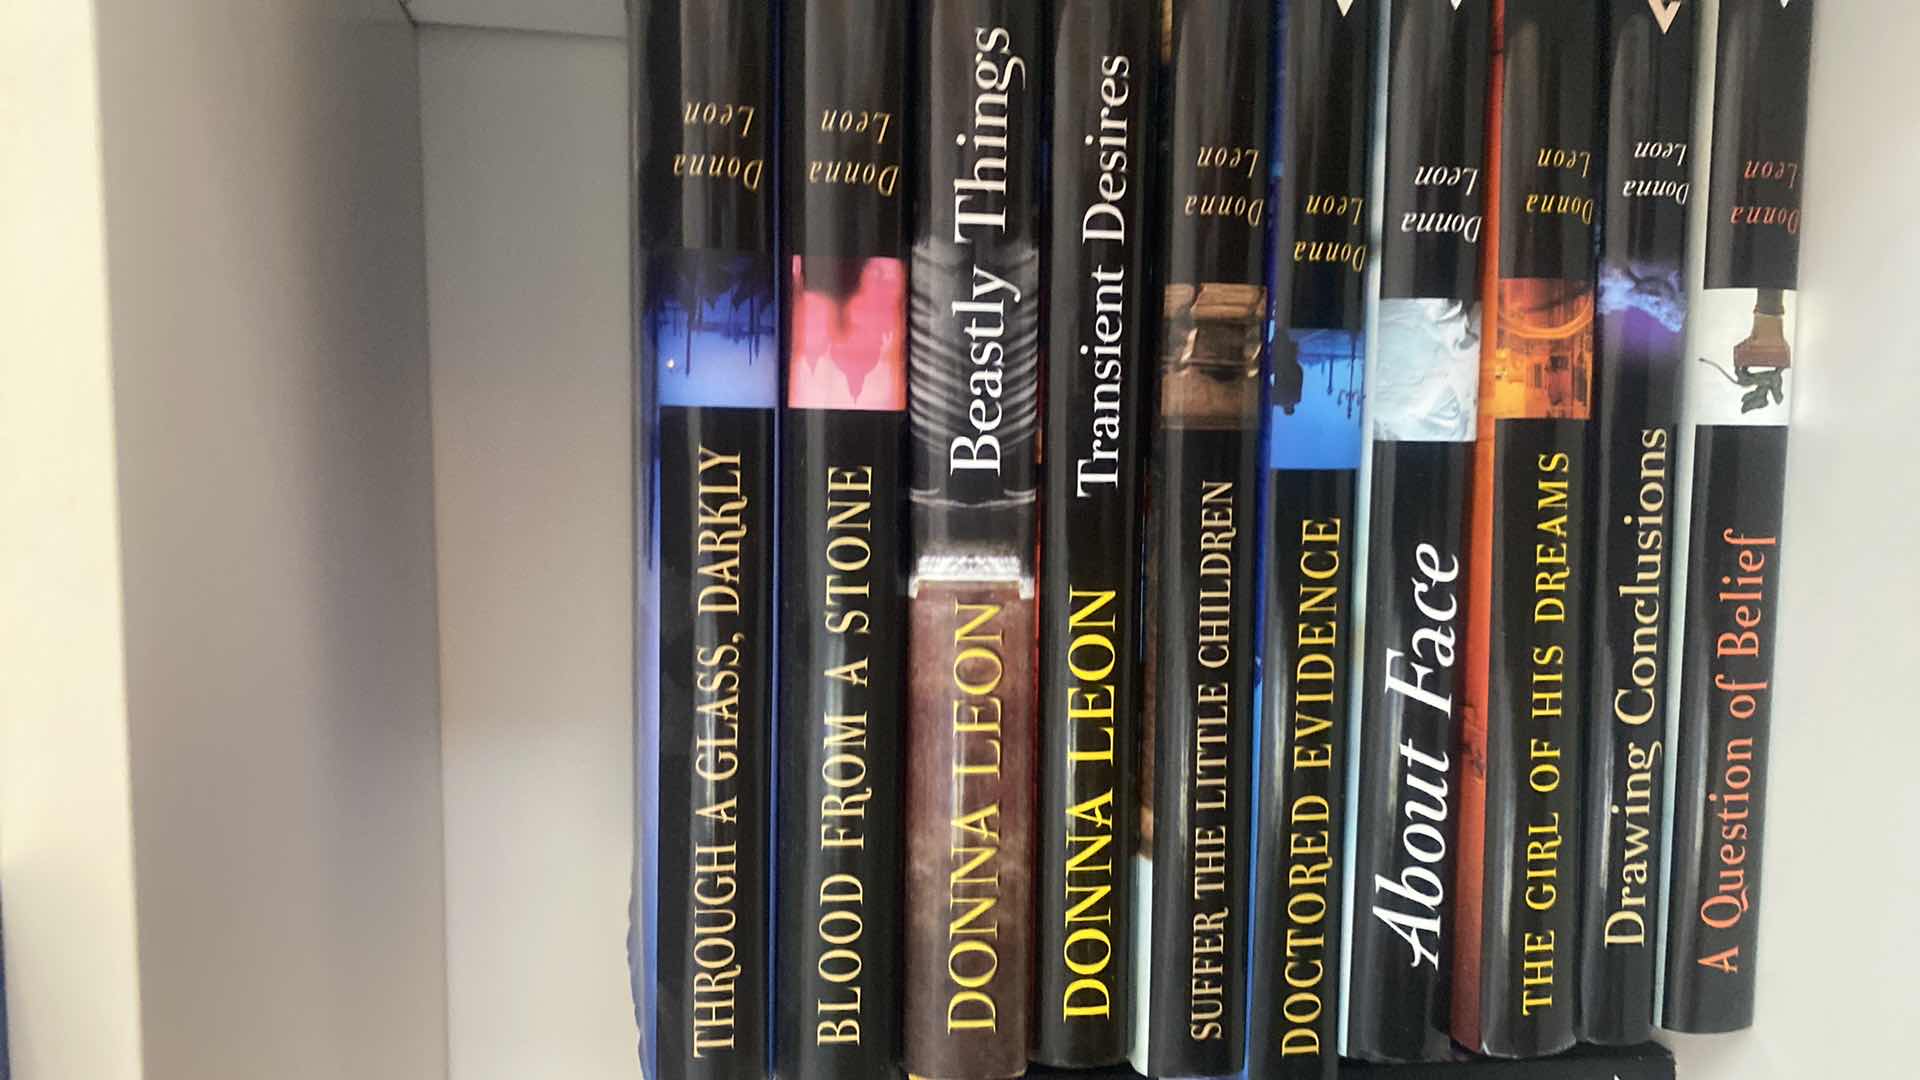 Donna
Leon
THROUGH A GLASS, DARKLY
Donna
Leon
BLOOD FROM A STONE
DONNA LEON
Beastly Things
DONNA LEON
Transient Desires
Donna
Leon
SUFFER THE LITTLE CHILDREN
Donna
Leon
DOCTORED EVIDENCE
Donna
Leon
About Face
Donna
Leon
THE GIRL OF HIS DREAMS
Donna
Leon
Drawing Conclusions
Donna
Leon
A Question of Belief